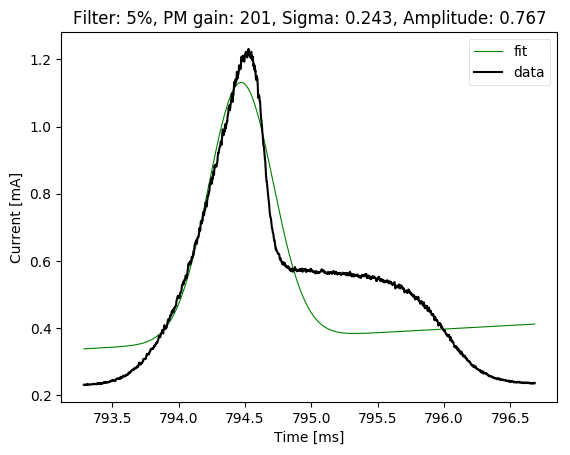 Filter: 5%, PM gain: 201, Sigma: 0.243, Amplitude: 0.767
fit
data
1.2
1.0
0.8
0.6
0.4
0.2
Current [mA]
793.5 794.0 794.5 795.0 795.5 796.0 796.5
Time [ms]